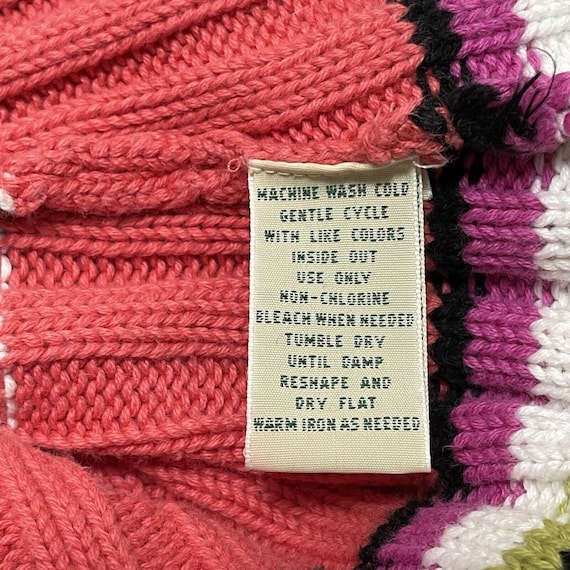 MACHINE WASH COLD
GENTLE CYCLE
WITH LIKE COLORS
INSIDE OUT
USE ONLY
NON-CHLORINE
BLEACH WHEN NEEDED
TUMBLE DRY
UNTIL DAMP
RESHAPE AND
DRY FLAT
WARM IRON AS NEEDED